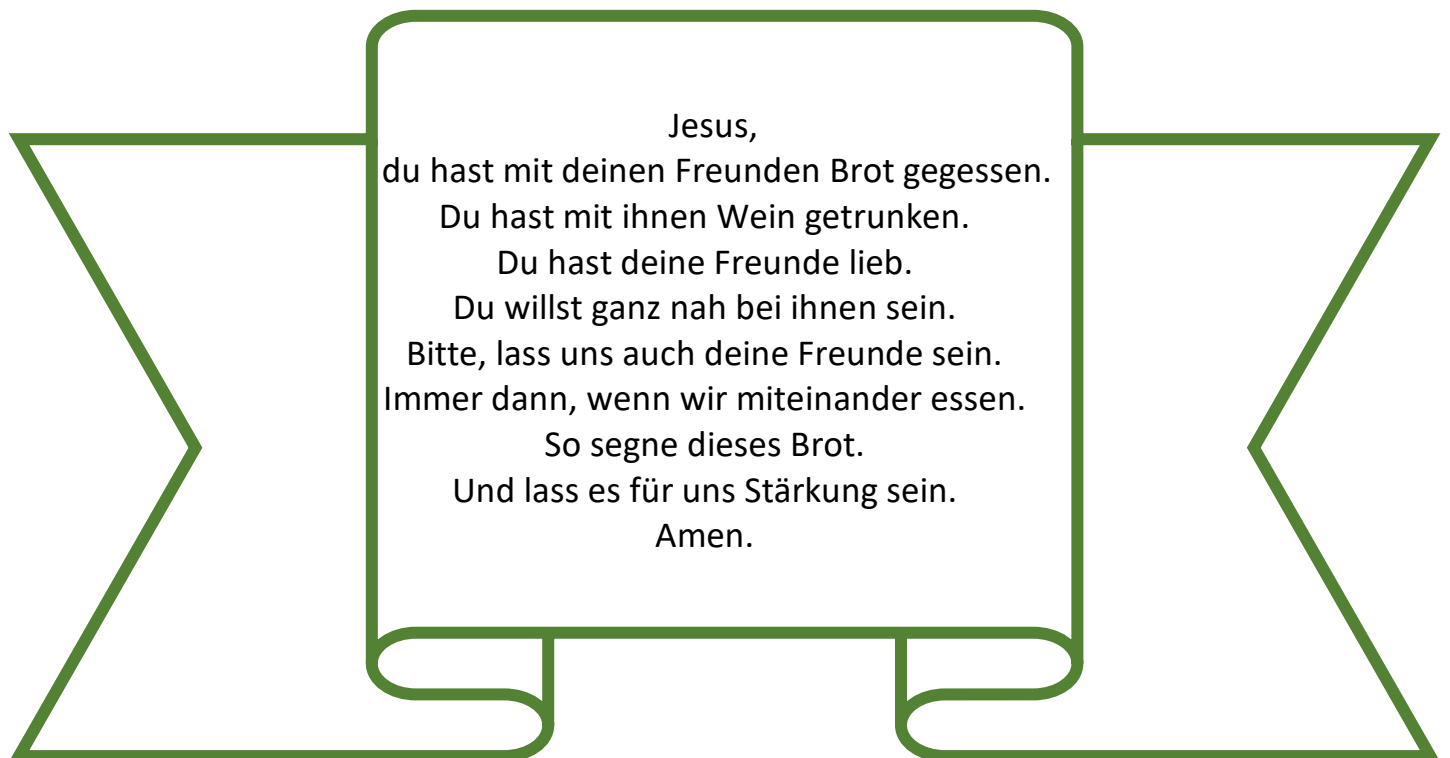 Jesus,
du hast mit deinen Freunden Brot gegessen.
Du hast mit ihnen Wein getrunken.
Du hast deine Freunde lieb.
Du willst ganz nah bei ihnen sein.
Bitte, lass uns auch deine Freunde sein.
Immer dann, wenn wir miteinander essen.
So segne dieses Brot.
Und lass es für uns Stärkung sein.
Amen.